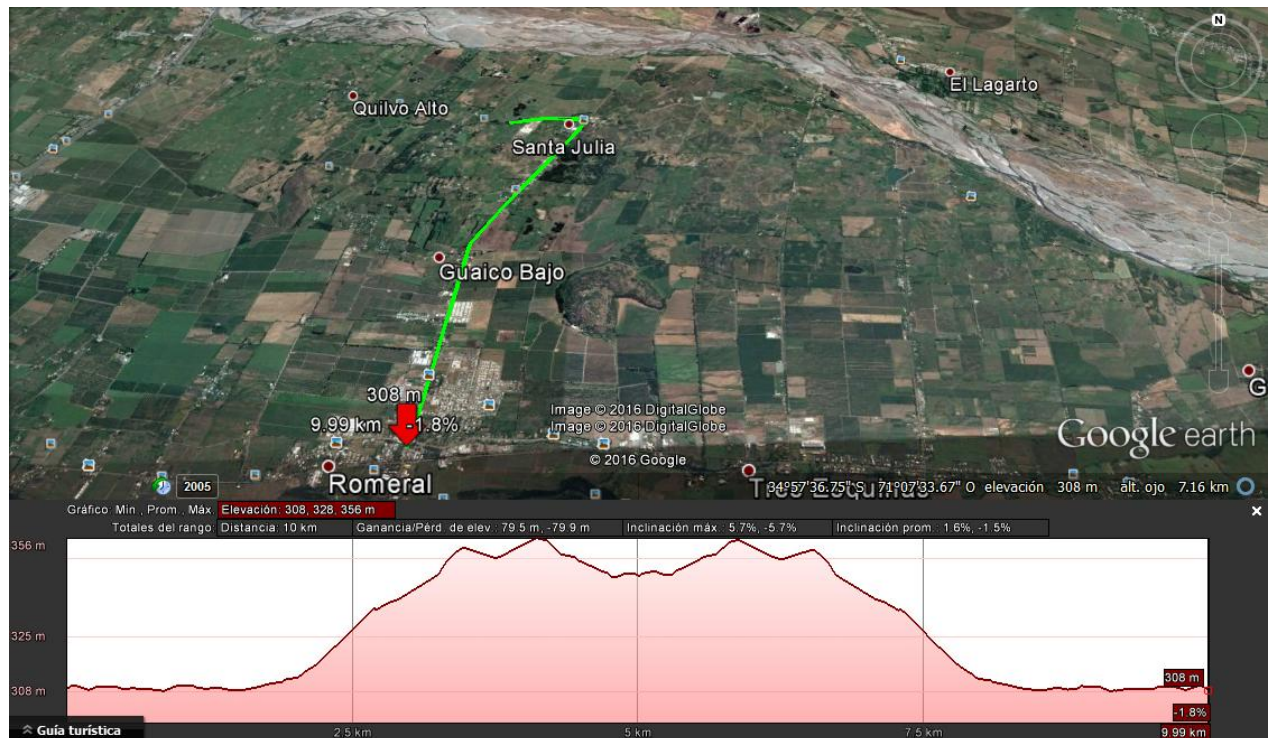 N
El Lagarto
Quilvo Alto
Santa Julia
Guaico Bajo
308 m
9.99 km -1.8%
G
Image © 2016 DigitalGlobe
Image © 2016 DigitalGlobe
Google earth
© 2016 Google
Romeral
2005
Tres Esquinas
34°57'36.75" S 71°07'33.67" O elevación 308 m alt. ojo 7.16 km
Gráfico: Mín., Prom., Máx. Elevación: 308, 328, 356 m
Totales del rango: Distancia: 10 km Ganancia/Pérd. de elev.: 79.5 m, -79.9 m Inclinación máx.: 5.7%, -5.7% Inclinación prom.: 1.6%, -1.5%
356 m
325 m
308 m
308 m
-1.8%
Guía turística
2.5 km 5 km 7.5 km 9.99 km